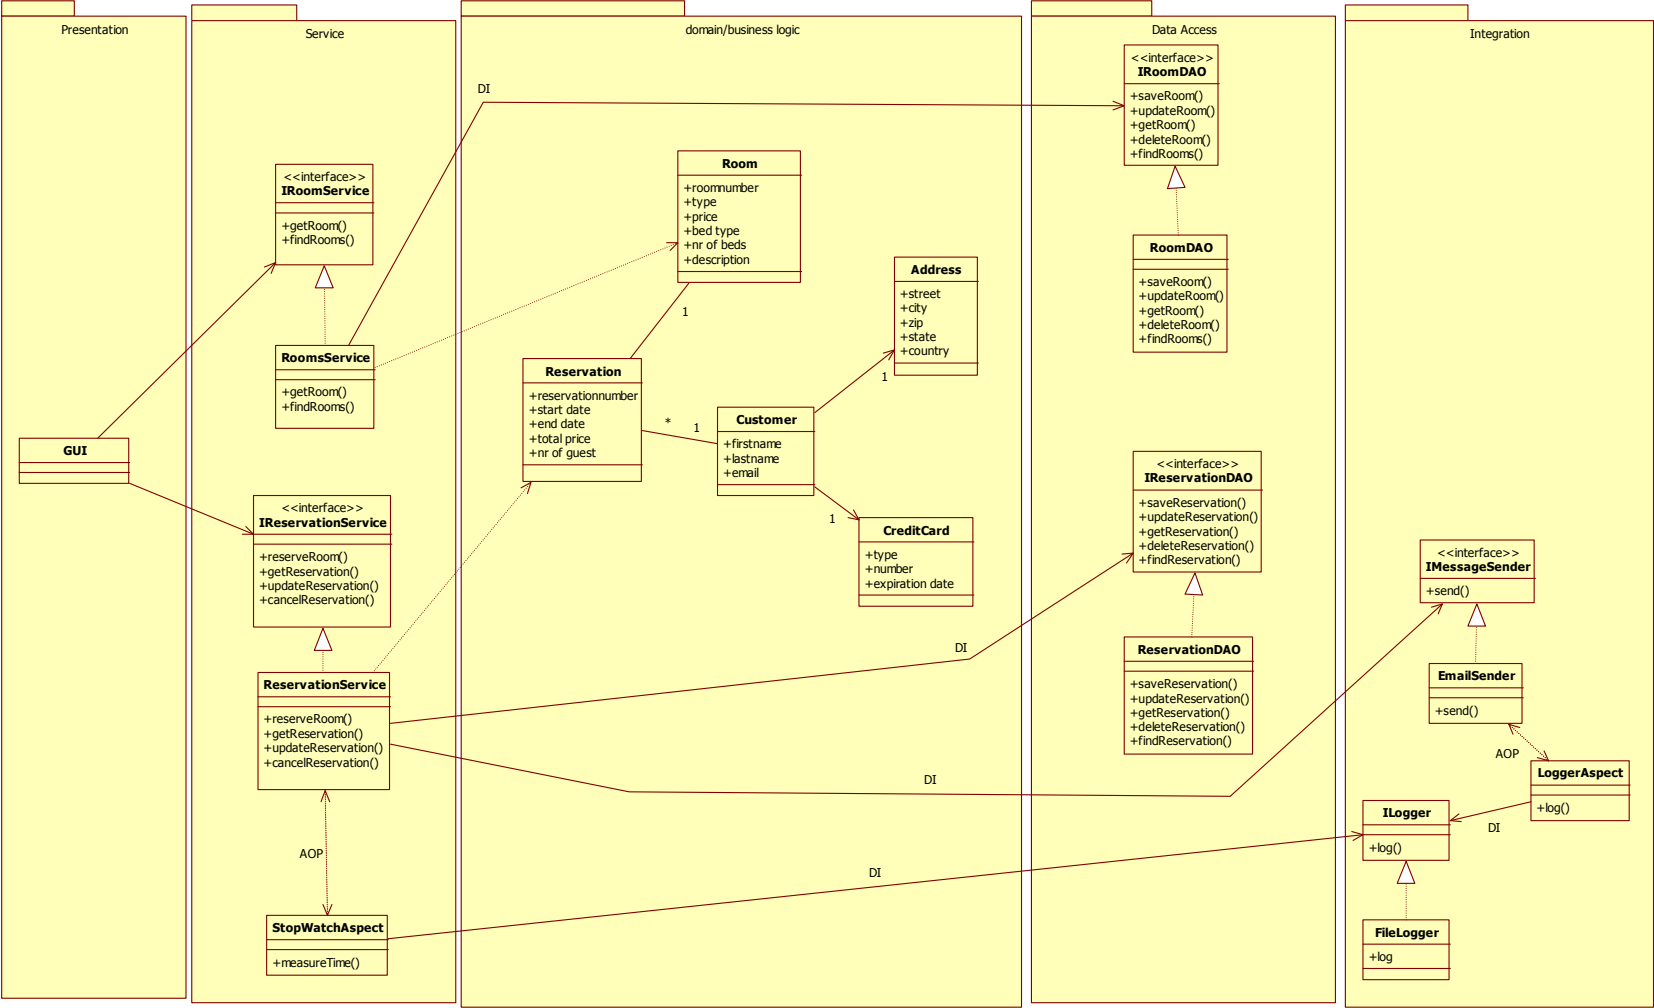 Presentation
Service
domain/business logic
Data Access
Integration
GUI
<<interface>>
IRoomService
+getRoom()
+findRooms()
RoomsService
+getRoom()
+findRooms()
<<interface>>
IReservationService
+reserveRoom()
+getReservation()
+updateReservation()
+cancelReservation()
ReservationService
+reserveRoom()
+getReservation()
+updateReservation()
+cancelReservation()
AOP
StopWatchAspect
+measureTime()
DI
Room
+roomnumber
+type
+price
+bed type
+nr of beds
+description
1
Reservation
+reservationnumber
+start date
+end date
+total price
+nr of guest
*
1
Customer
+firstname
+lastname
+email
Address
+street
+city
+zip
+state
+country
1
1
CreditCard
+type
+number
+expiration date
DI
DI
DI
<<interface>>
IRoomDAO
+saveRoom()
+updateRoom()
+getRoom()
+deleteRoom()
+findRooms()
RoomDAO
+saveRoom()
+updateRoom()
+getRoom()
+deleteRoom()
+findRooms()
<<interface>>
IReservationDAO
+saveReservation()
+updateReservation()
+getReservation()
+deleteReservation()
+findReservation()
ReservationDAO
+saveReservation()
+updateReservation()
+getReservation()
+deleteReservation()
+findReservation()
<<interface>>
IMessageSender
+send()
EmailSender
+send()
AOP
LoggerAspect
+log()
DI
ILogger
+log()
FileLogger
+log